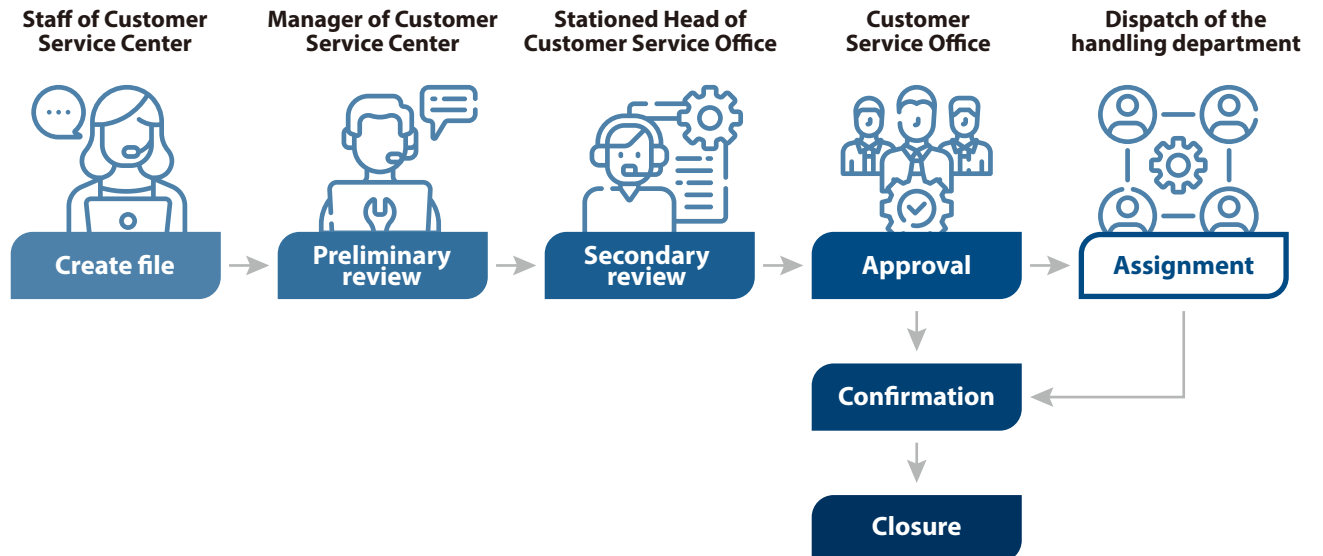 Staff of Customer
Service Center
Manager of Customer
Service Center
Stationed Head of
Customer Service Office
Customer
Service Office
Dispatch of the
handling department
Create file
Preliminary
review
Secondary
review
Approval
Assignment
Confirmation
Closure